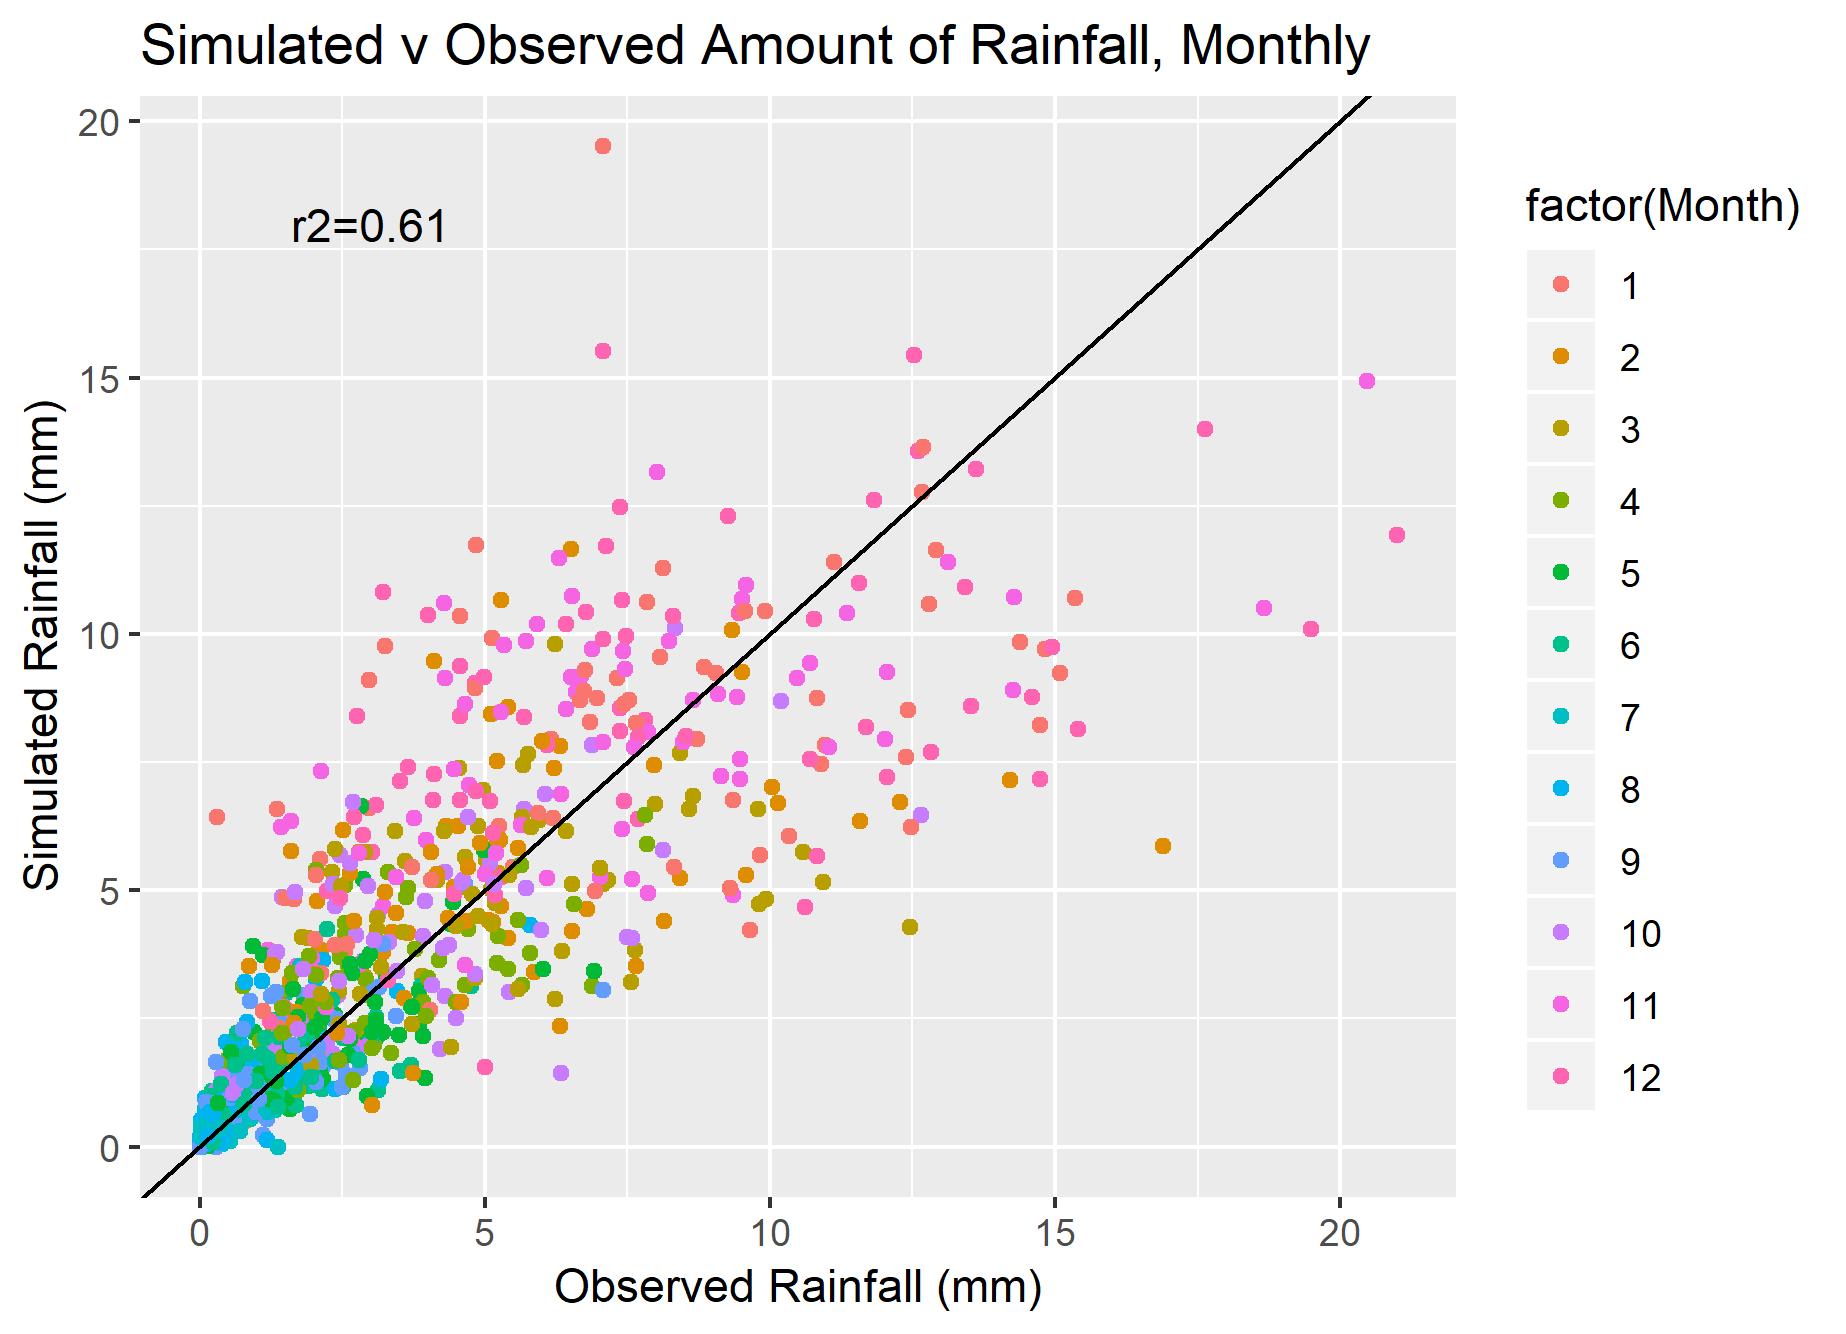 Simulated v Observed Amount of Rainfall, Monthly
r2=0.61
20
15
10
5
0
Simulated Rainfall (mm)
0 5 10 15 20
Observed Rainfall (mm)
factor(Month)
1
2
3
4
5
6
7
8
9
10
11
12